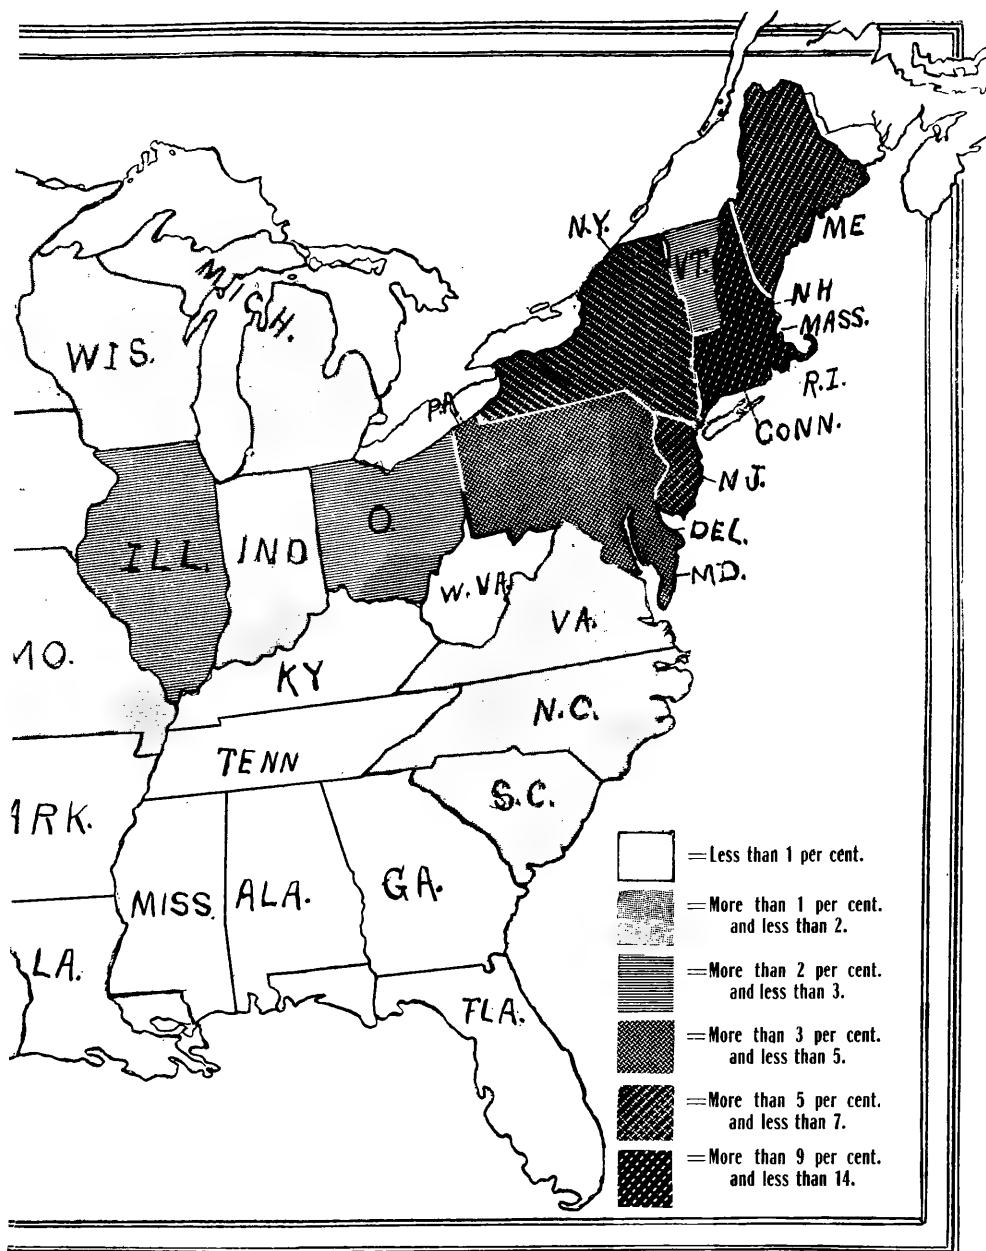 ME
N.Y.
VT.
NH
MASS.
MICH.
WIS.
R.I.
PA
CONN.
N.J.
O.
DEL.
ILL.
IND
MD.
W.VA
VA.
MO.
KY
N.C.
TENN
S.C.
ARK.
=Less than 1 per cent.
GA.
ALA.
MISS.
=More than 1 per cent.
and less than 2.
LA.
=More than 2 per cent.
and less than 3.
FLA.
=More than 3 per cent.
and less than 5.
=More than 5 per cent.
and less than 7.
=More than 9 per cent.
and less than 14.